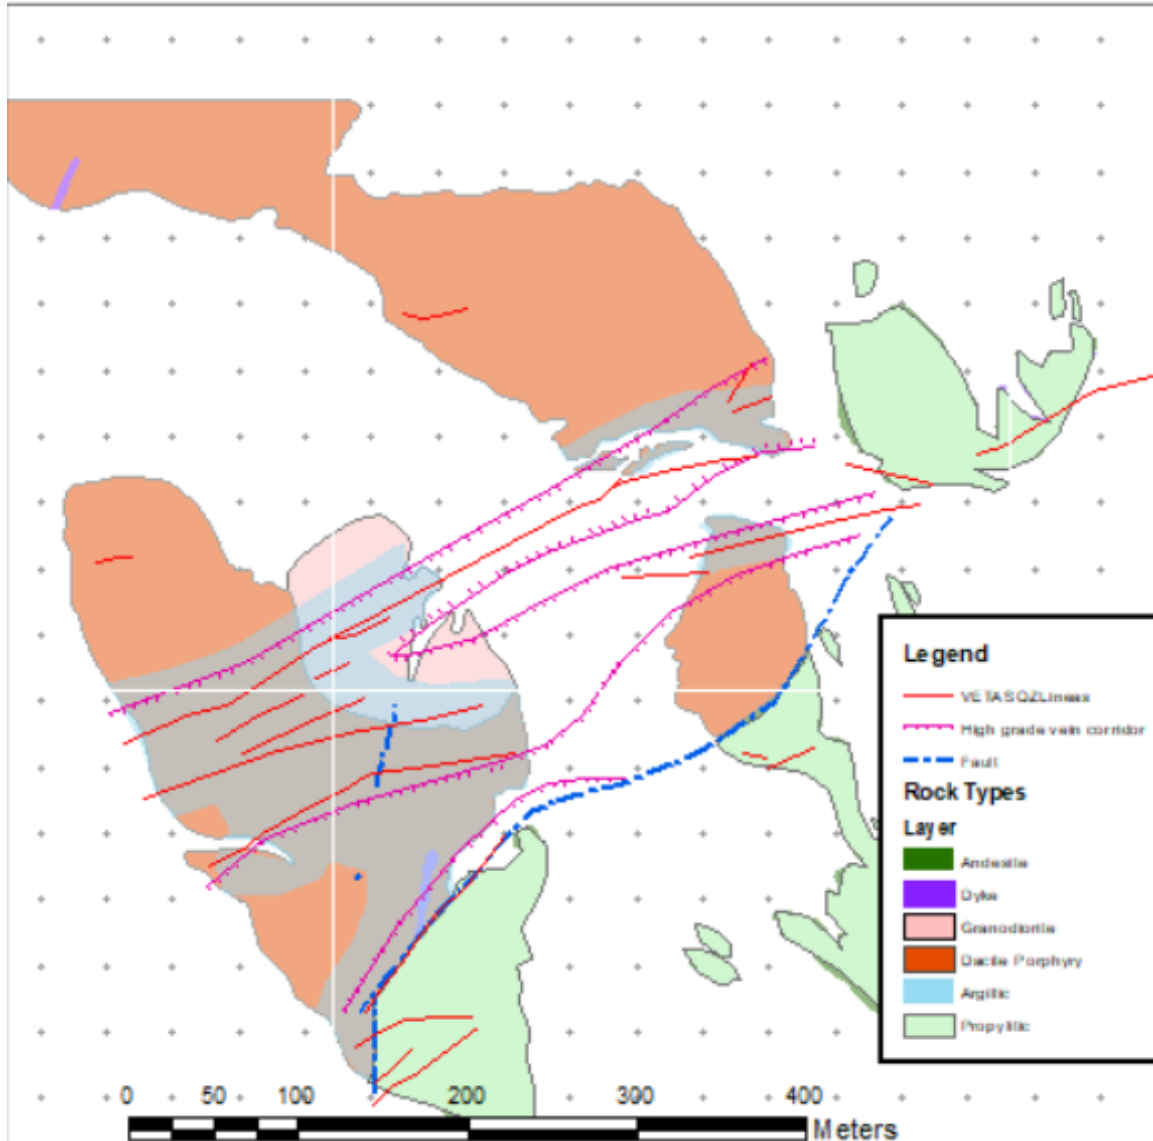 Legend
VETASQZLineas
High grade vein corridor
Fault
Rock Types
Layer
Andesite
Dyke
Granodiorite
Dacite Porphyry
Argillic
Propylitic
0 50 100 200 300 400
Meters